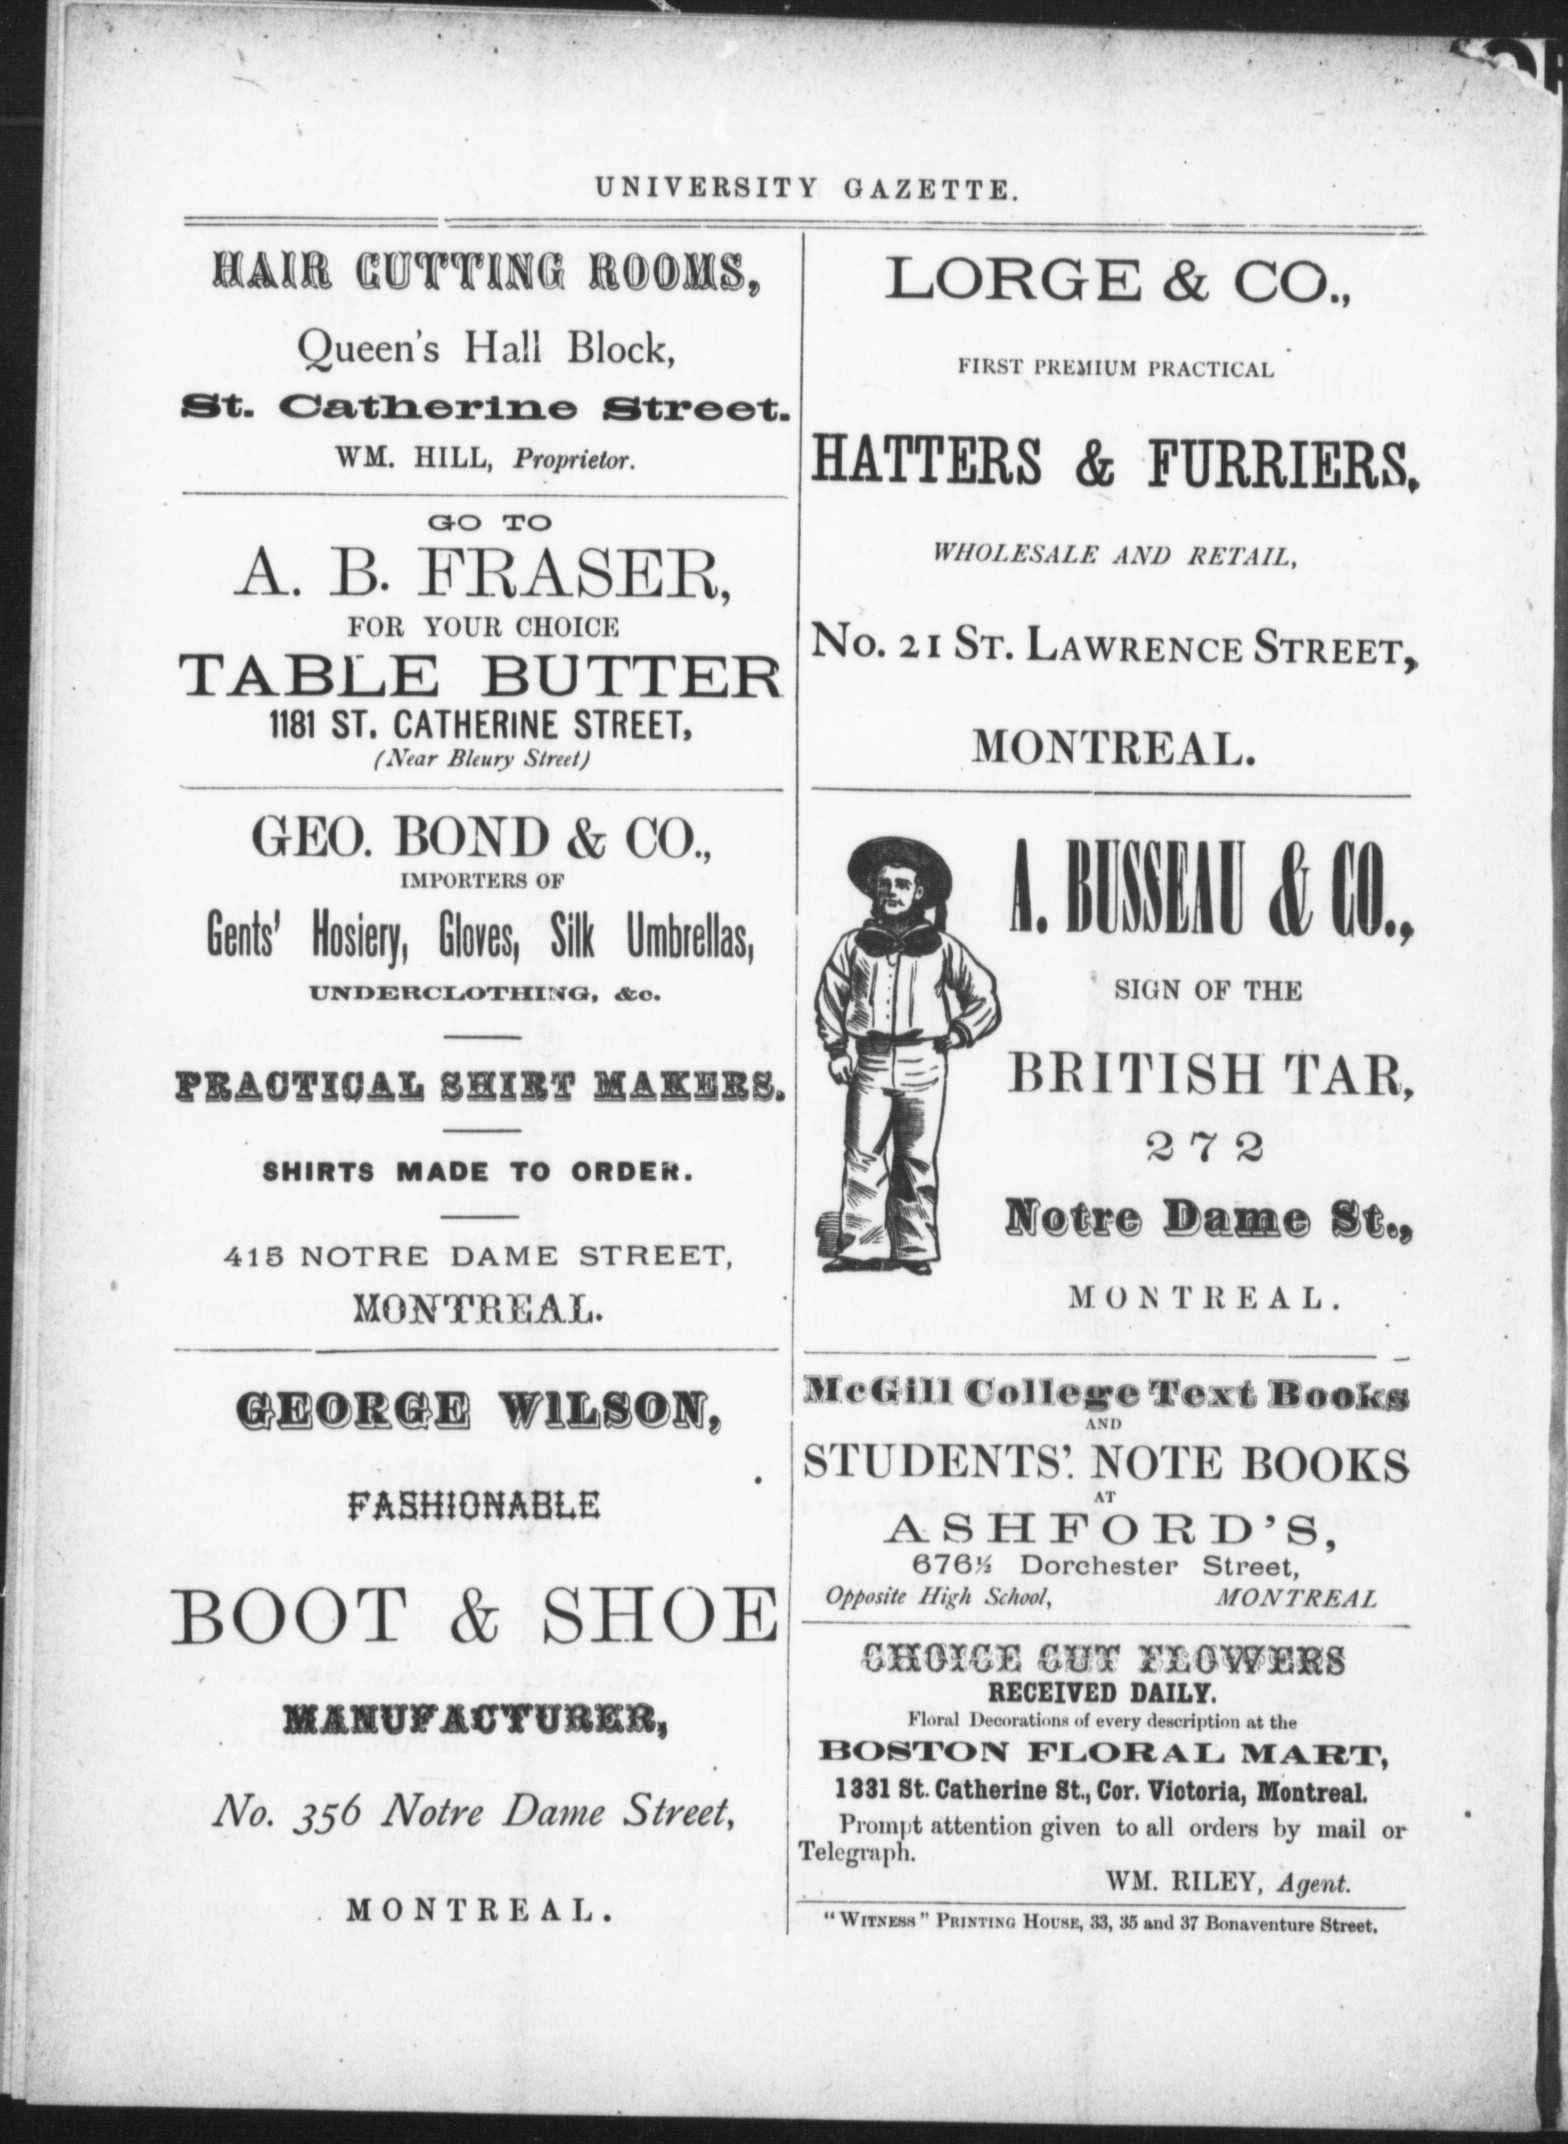 UNIVERSITY GAZETTE.
HAIR CUTTING ROOMS,
Queen's Hall Block,
St. Catherine Street.
WM. HILL, Proprietor.
GO TO
A. B. FRASER,
FOR YOUR CHOICE
TABLE BUTTER
1181 ST. CATHERINE STREET,
(Near Bleury Street)
GEO. BOND & CO.,
IMPORTERS OF
Gents' Hosiery, Gloves, Silk Umbrellas,
UNDERCLOTHING, &c.
PRACTICAL SHIRT MAKERS.
SHIRTS MADE TO ORDER.
415 NOTRE DAME STREET,
MONTREAL.
GEORGE WILSON,
FASHIONABLE
BOOT & SHOE
MANUFACTURER,
No. 356 Notre Dame Street,
MONTREAL.
LORGE & CO.,
FIRST PREMIUM PRACTICAL
HATTERS & FURRIERS,
WHOLESALE AND RETAIL,
No. 21 St. Lawrence Street,
MONTREAL.
A. BUSSEAU & CO.,
SIGN OF THE
BRITISH TAR,
272
Notre Dame St.,
MONTREAL.
McGill College Text Books
AND
STUDENTS'. NOTE BOOKS
AT
ASHFORD'S,
676½ Dorchester Street,
Opposite High School, MONTREAL
CHOICE CUT FLOWERS
RECEIVED DAILY.
Floral Decorations of every description at the
BOSTON FLORAL MART,
1331 St. Catherine St., Cor. Victoria, Montreal.
Prompt attention given to all orders by mail or
Telegraph.
WM. RILEY, Agent.
"Witness" Printing House, 33, 35 and 37 Bonaventure Street.